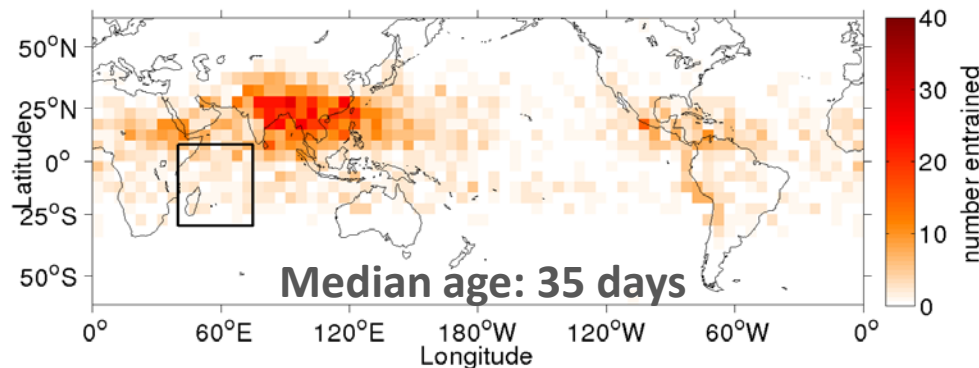 50°N
25°N
0°
25°S
50°S
Latitude
Median age: 35 days
0° 60°E 120°E 180°W 120°W 60°W 0°
Longitude
40
30
20
10
0
number entrained